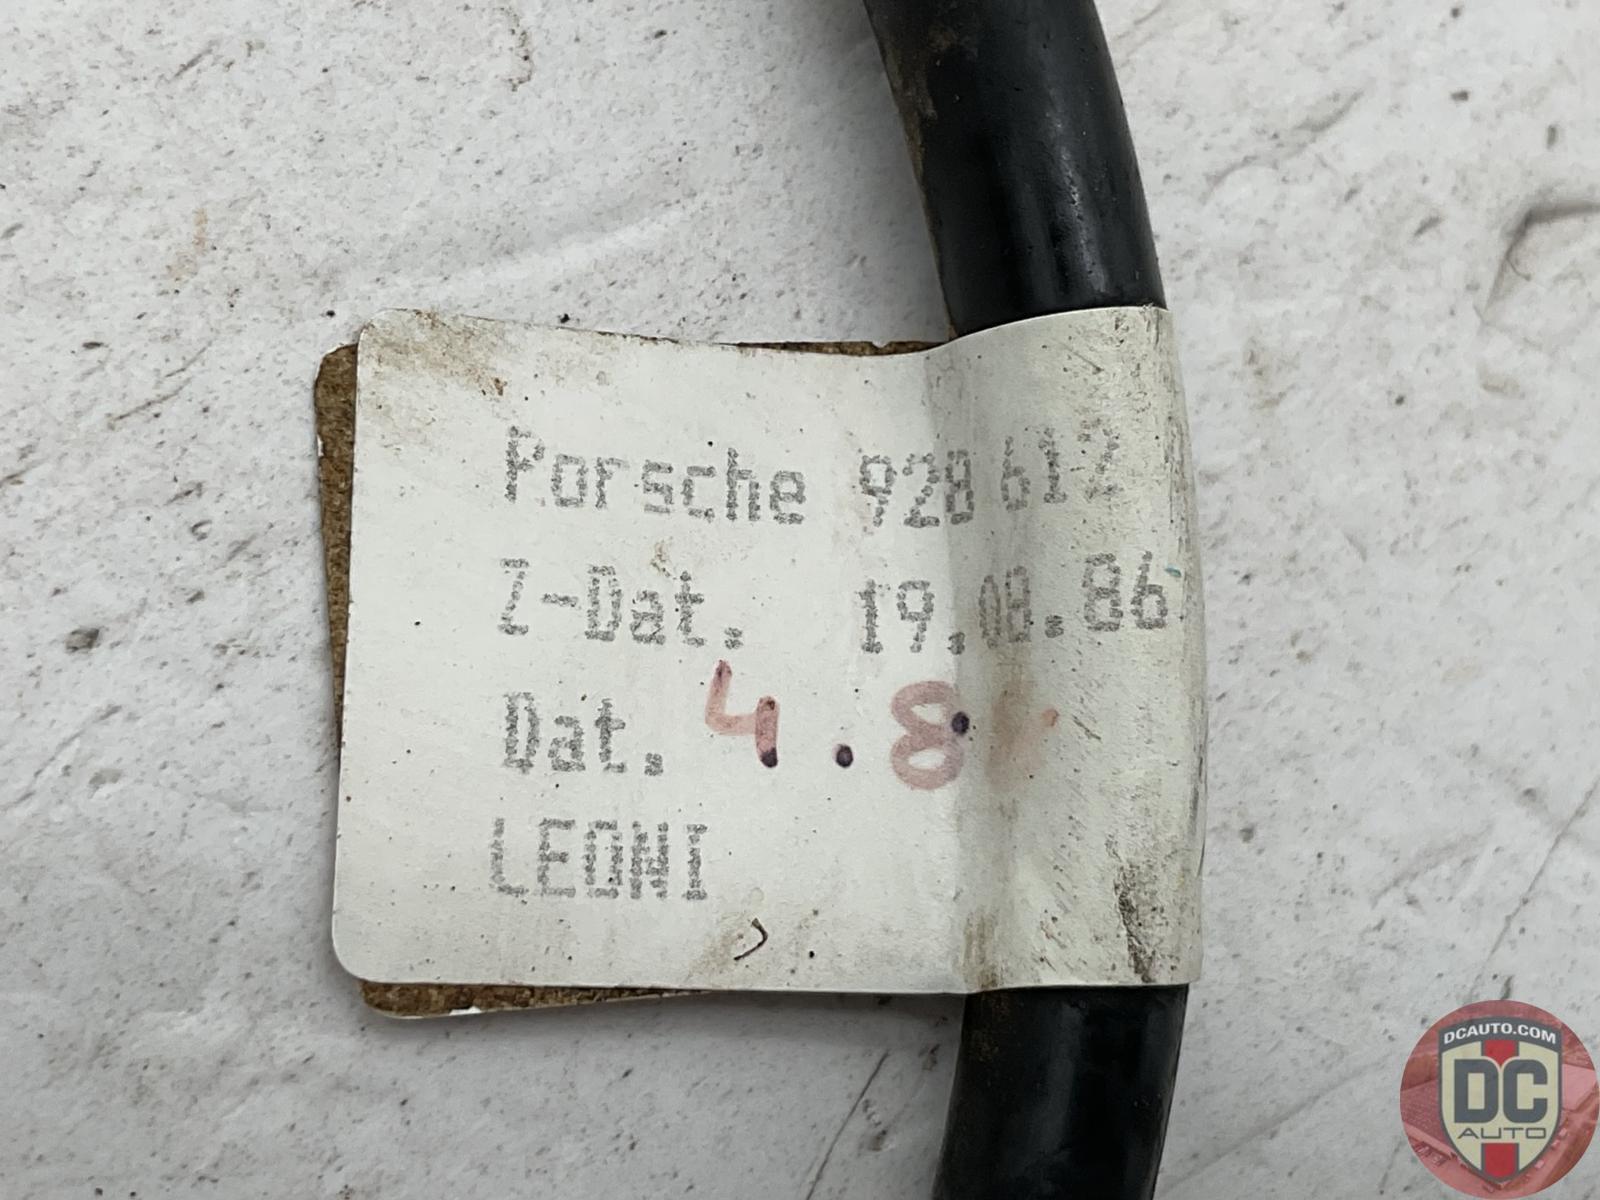 Porsche 928 612
Z-Dat. 19.08.86
Dat. 4.8
LEONI
DCAUTO.COM
DC
AUTO